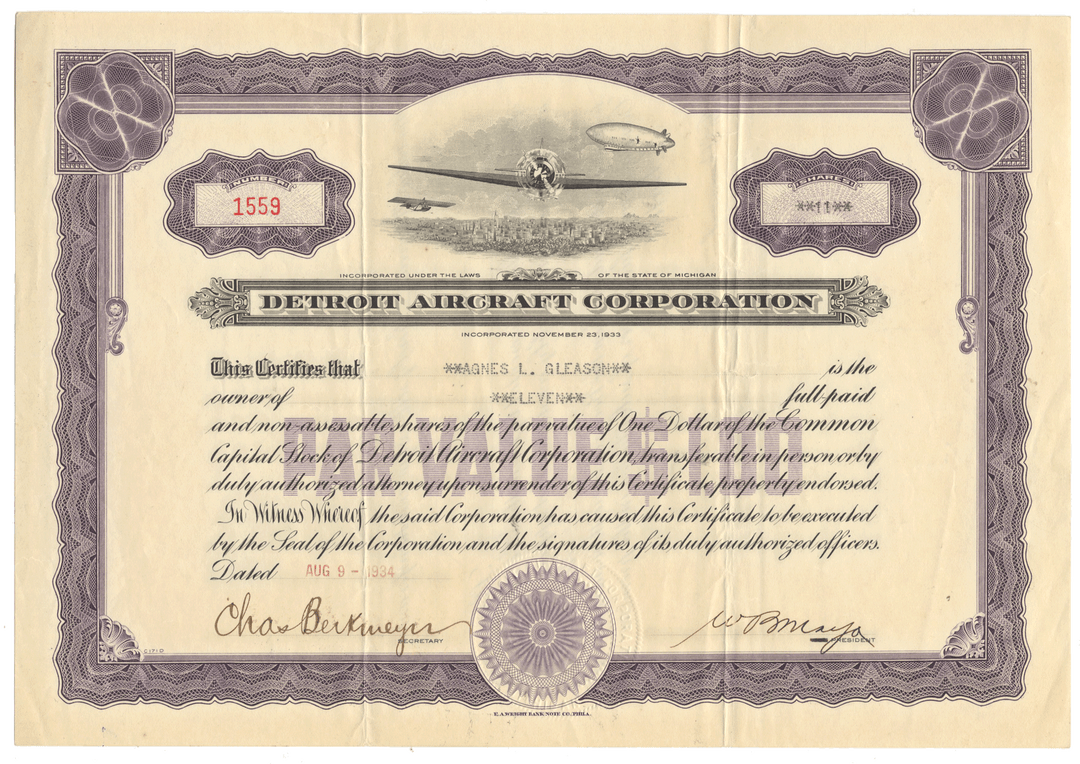 NUMBER
1559
SHARES
**11**
INCORPORATED UNDER THE LAWS OF THE STATE OF MICHIGAN
DETROIT AIRCRAFT CORPORATION
INCORPORATED NOVEMBER 23, 1933
This Certifies that **AGNES L. GLEASON** is the
owner of **ELEVEN** full-paid
and non-assessable shares of the par value of One Dollar of the Common
Capital Stock of Detroit Aircraft Corporation, transferable in person or by
duly authorized attorney upon surrender of this Certificate properly endorsed.
PAR VALUE $1.00
In Witness Whereof the said Corporation has caused this Certificate to be executed
by the Seal of the Corporation and the signatures of its duly authorized officers.
Dated AUG 9 - 1934
Chas Berkmeyer W B Mayo
SECRETARY PRESIDENT
E. A. WRIGHT BANK NOTE CO., PHILA.